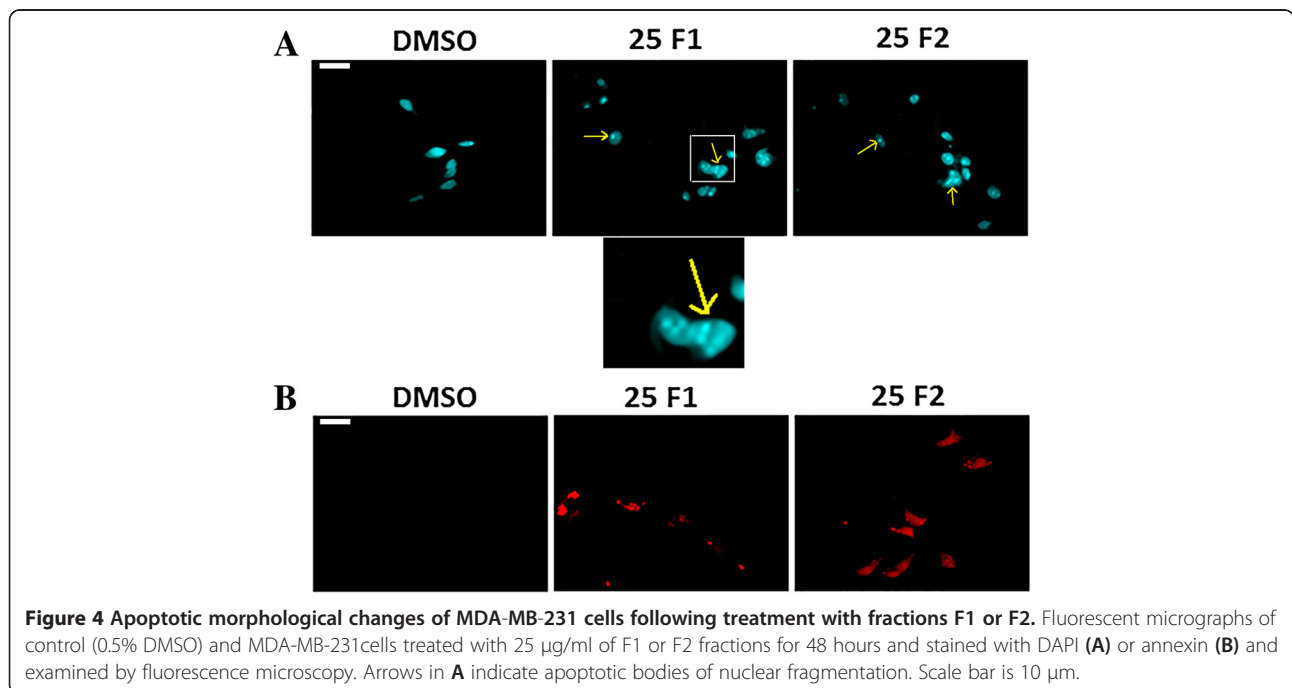 A
DMSO
25 F1
25 F2
B
DMSO
25 F1
25 F2
Figure 4 Apoptotic morphological changes of MDA-MB-231 cells following treatment with fractions F1 or F2. Fluorescent micrographs of
control (0.5% DMSO) and MDA-MB-231cells treated with 25 μg/ml of F1 or F2 fractions for 48 hours and stained with DAPI (A) or annexin (B) and
examined by fluorescence microscopy. Arrows in A indicate apoptotic bodies of nuclear fragmentation. Scale bar is 10 μm.